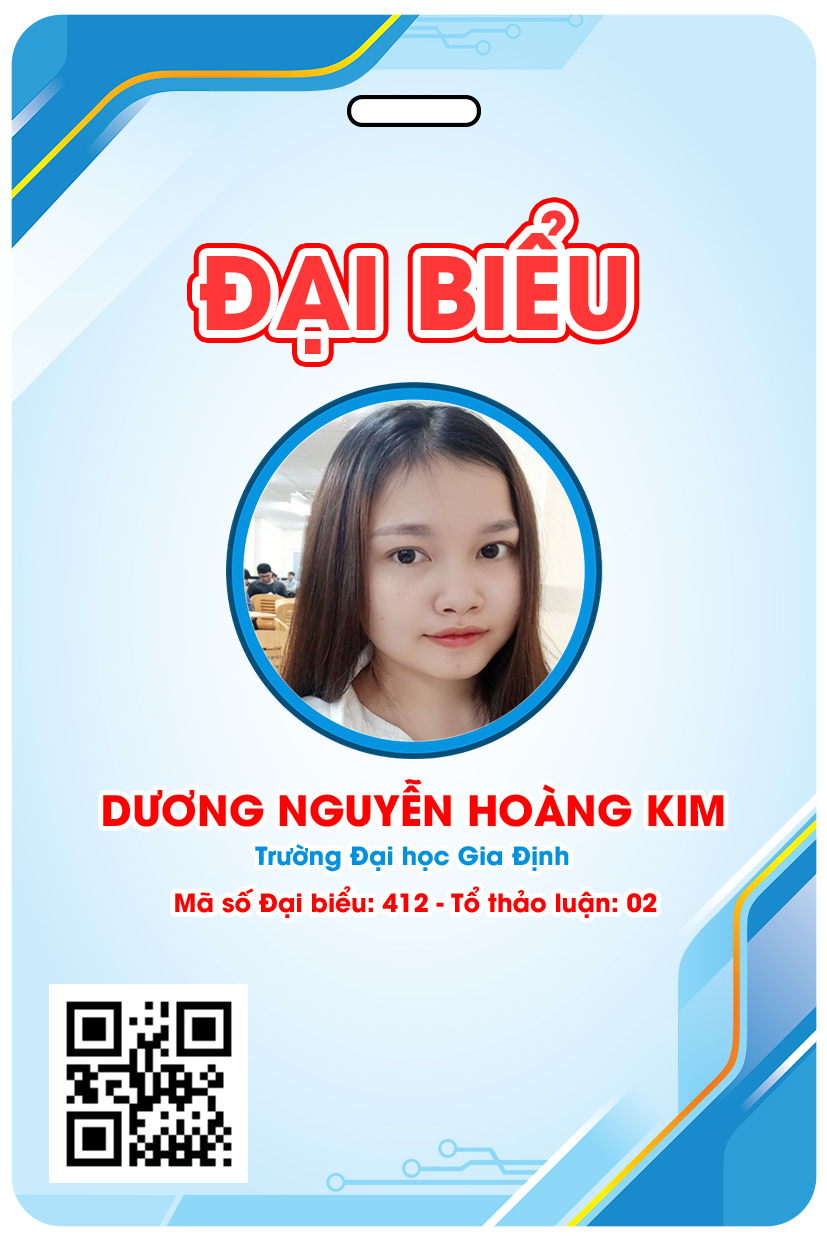 ĐẠI BIỂU
DƯƠNG NGUYỄN HOÀNG KIM
Trường Đại học Gia Định
Mã số Đại biểu: 412 - Tổ thảo luận: 02